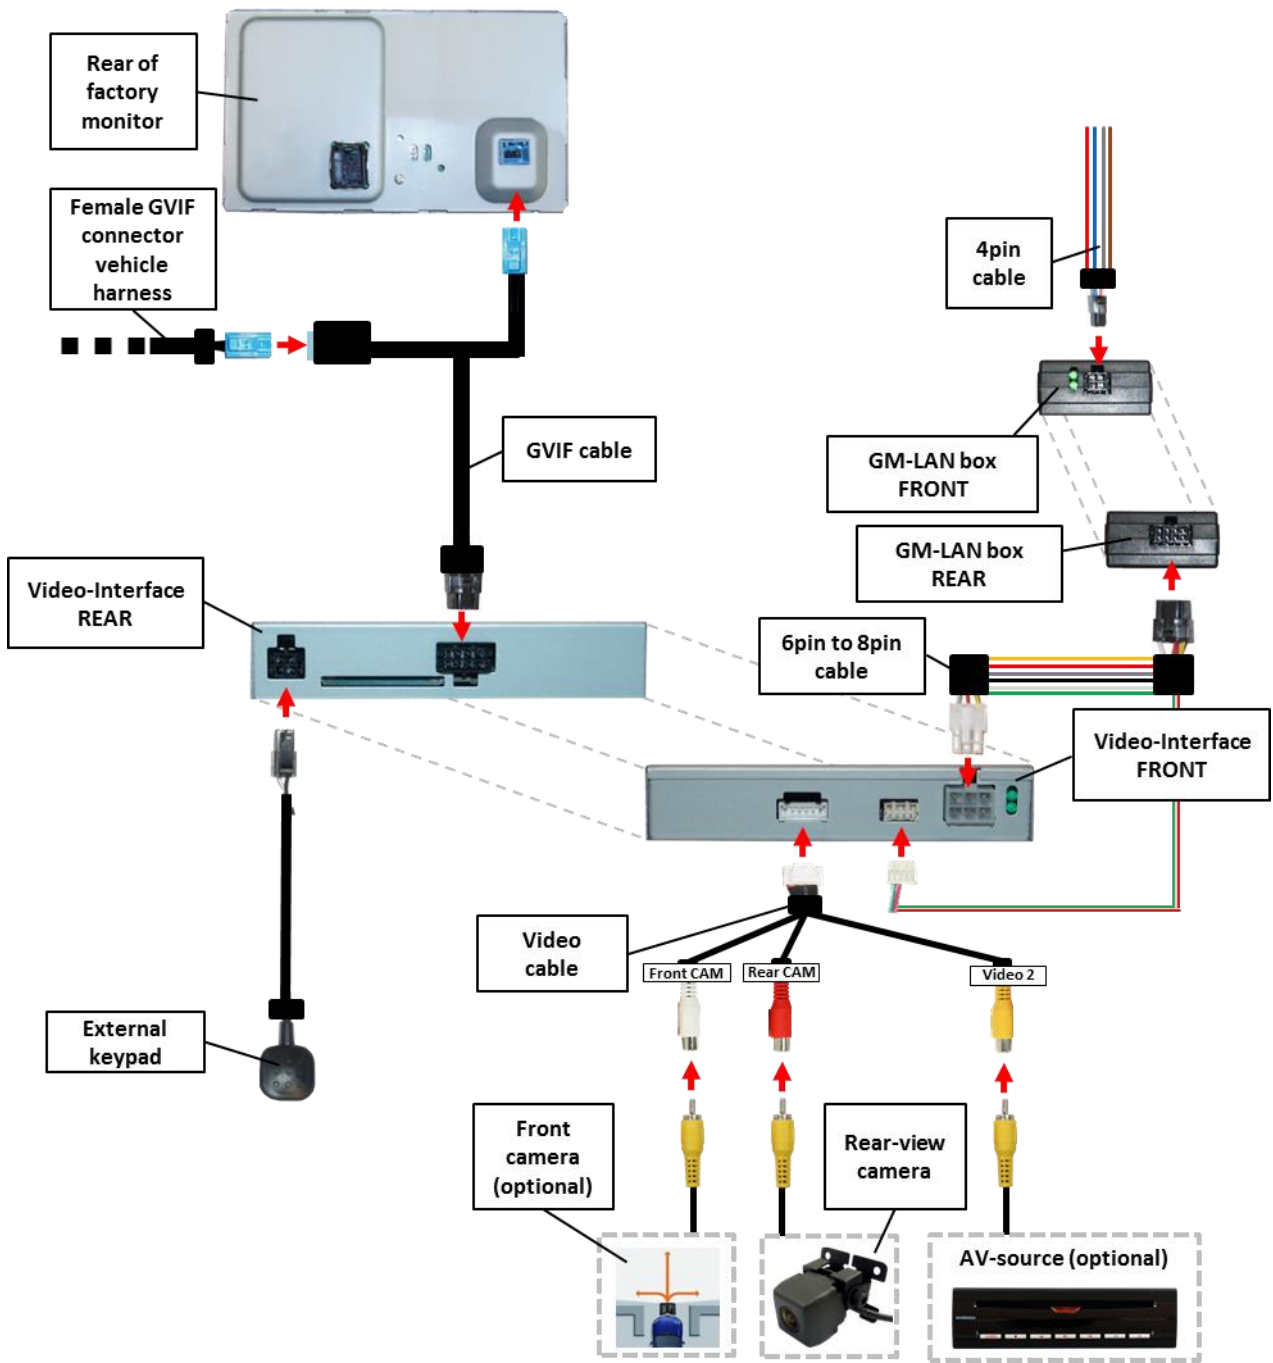 Rear of
factory
monitor
Female GVIF
connector
vehicle
harness
4pin
cable
GVIF cable
GM-LAN box
FRONT
GM-LAN box
REAR
Video-Interface
REAR
6pin to 8pin
cable
Video-Interface
FRONT
Video
cable
Front CAM
Rear CAM
Video 2
External
keypad
Front
camera
(optional)
Rear-view
camera
AV-source (optional)